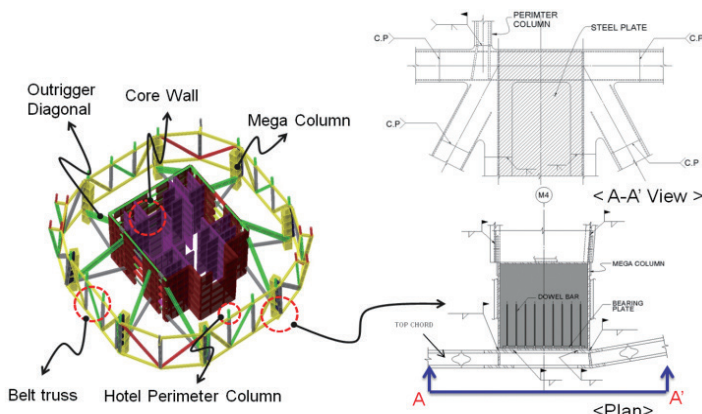 Outrigger
Diagonal
Core Wall
Mega Column
Belt truss
Hotel Perimeter Column
PERIMTER
COLUMN
STEEL PLATE
C.P
C.P
C.P
C.P
< A-A' View >
M4
MEGA COLUMN
DOWEL BAR
BEARING
PLATE
TOP CHORD
A
A'
<Plan>